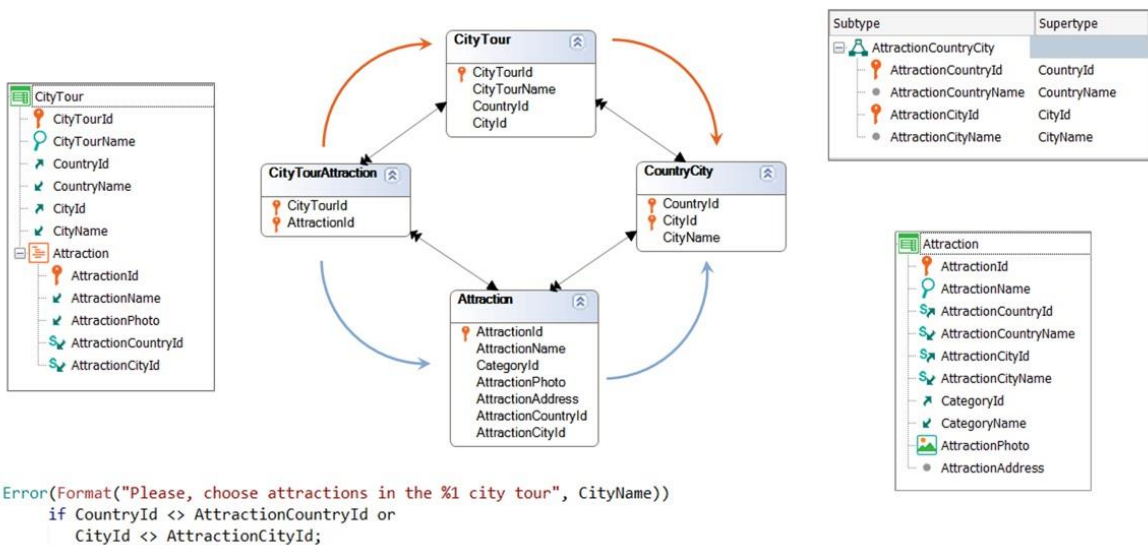 CityTour
CityTourId
CityTourName
CountryId
CountryName
CityId
CityName
Attraction
AttractionId
AttractionName
AttractionPhoto
AttractionCountryId
AttractionCityId
CityTour
CityTourId
CityTourName
CountryId
CityId
CityTourAttraction
CityTourId
AttractionId
CountryCity
CountryId
CityId
CityName
Attraction
AttractionId
AttractionName
CategoryId
AttractionPhoto
AttractionAddress
AttractionCountryId
AttractionCityId
Subtype Supertype
AttractionCountryCity
AttractionCountryId CountryId
AttractionCountryName CountryName
AttractionCityId CityId
AttractionCityName CityName
Attraction
AttractionId
AttractionName
AttractionCountryId
AttractionCountryName
AttractionCityId
AttractionCityName
CategoryId
CategoryName
AttractionPhoto
AttractionAddress
Error(Format("Please, choose attractions in the %1 city tour", CityName))
if CountryId <> AttractionCountryId or
CityId <> AttractionCityId;